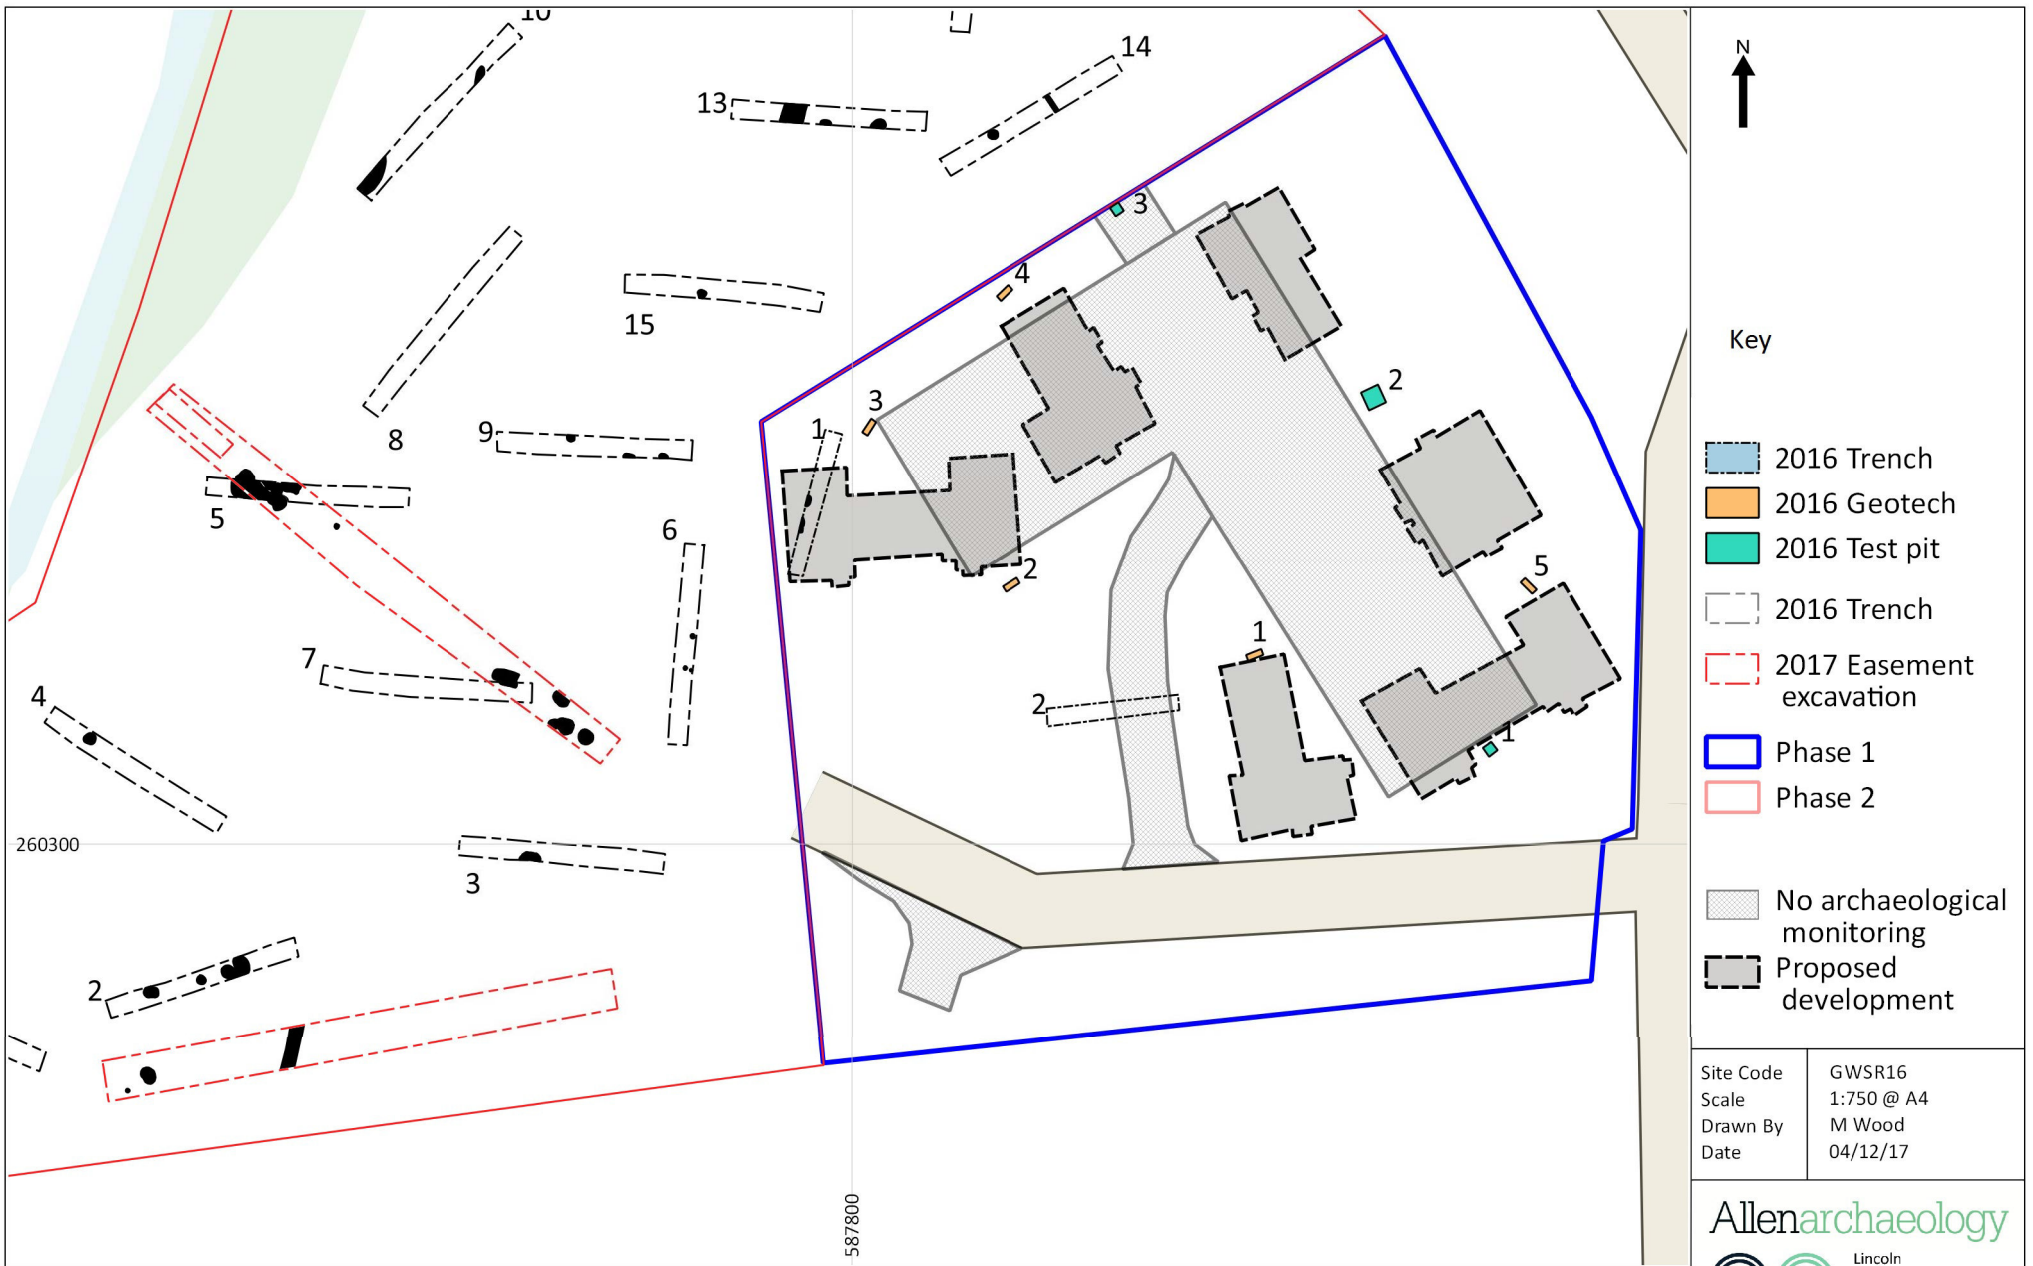 10
14
13
3
4
15
3
2
1
9
8
5
6
5
2
1
7
2
4
1
260300
3
2
587800
N
Key
2016 Trench
2016 Geotech
2016 Test pit
2016 Trench
2017 Easement
excavation
Phase 1
Phase 2
No archaeological
monitoring
Proposed
development
Site Code GWSR16
Scale 1:750 @ A4
Drawn By M Wood
Date 04/12/17
Allenarchaeology
Lincoln